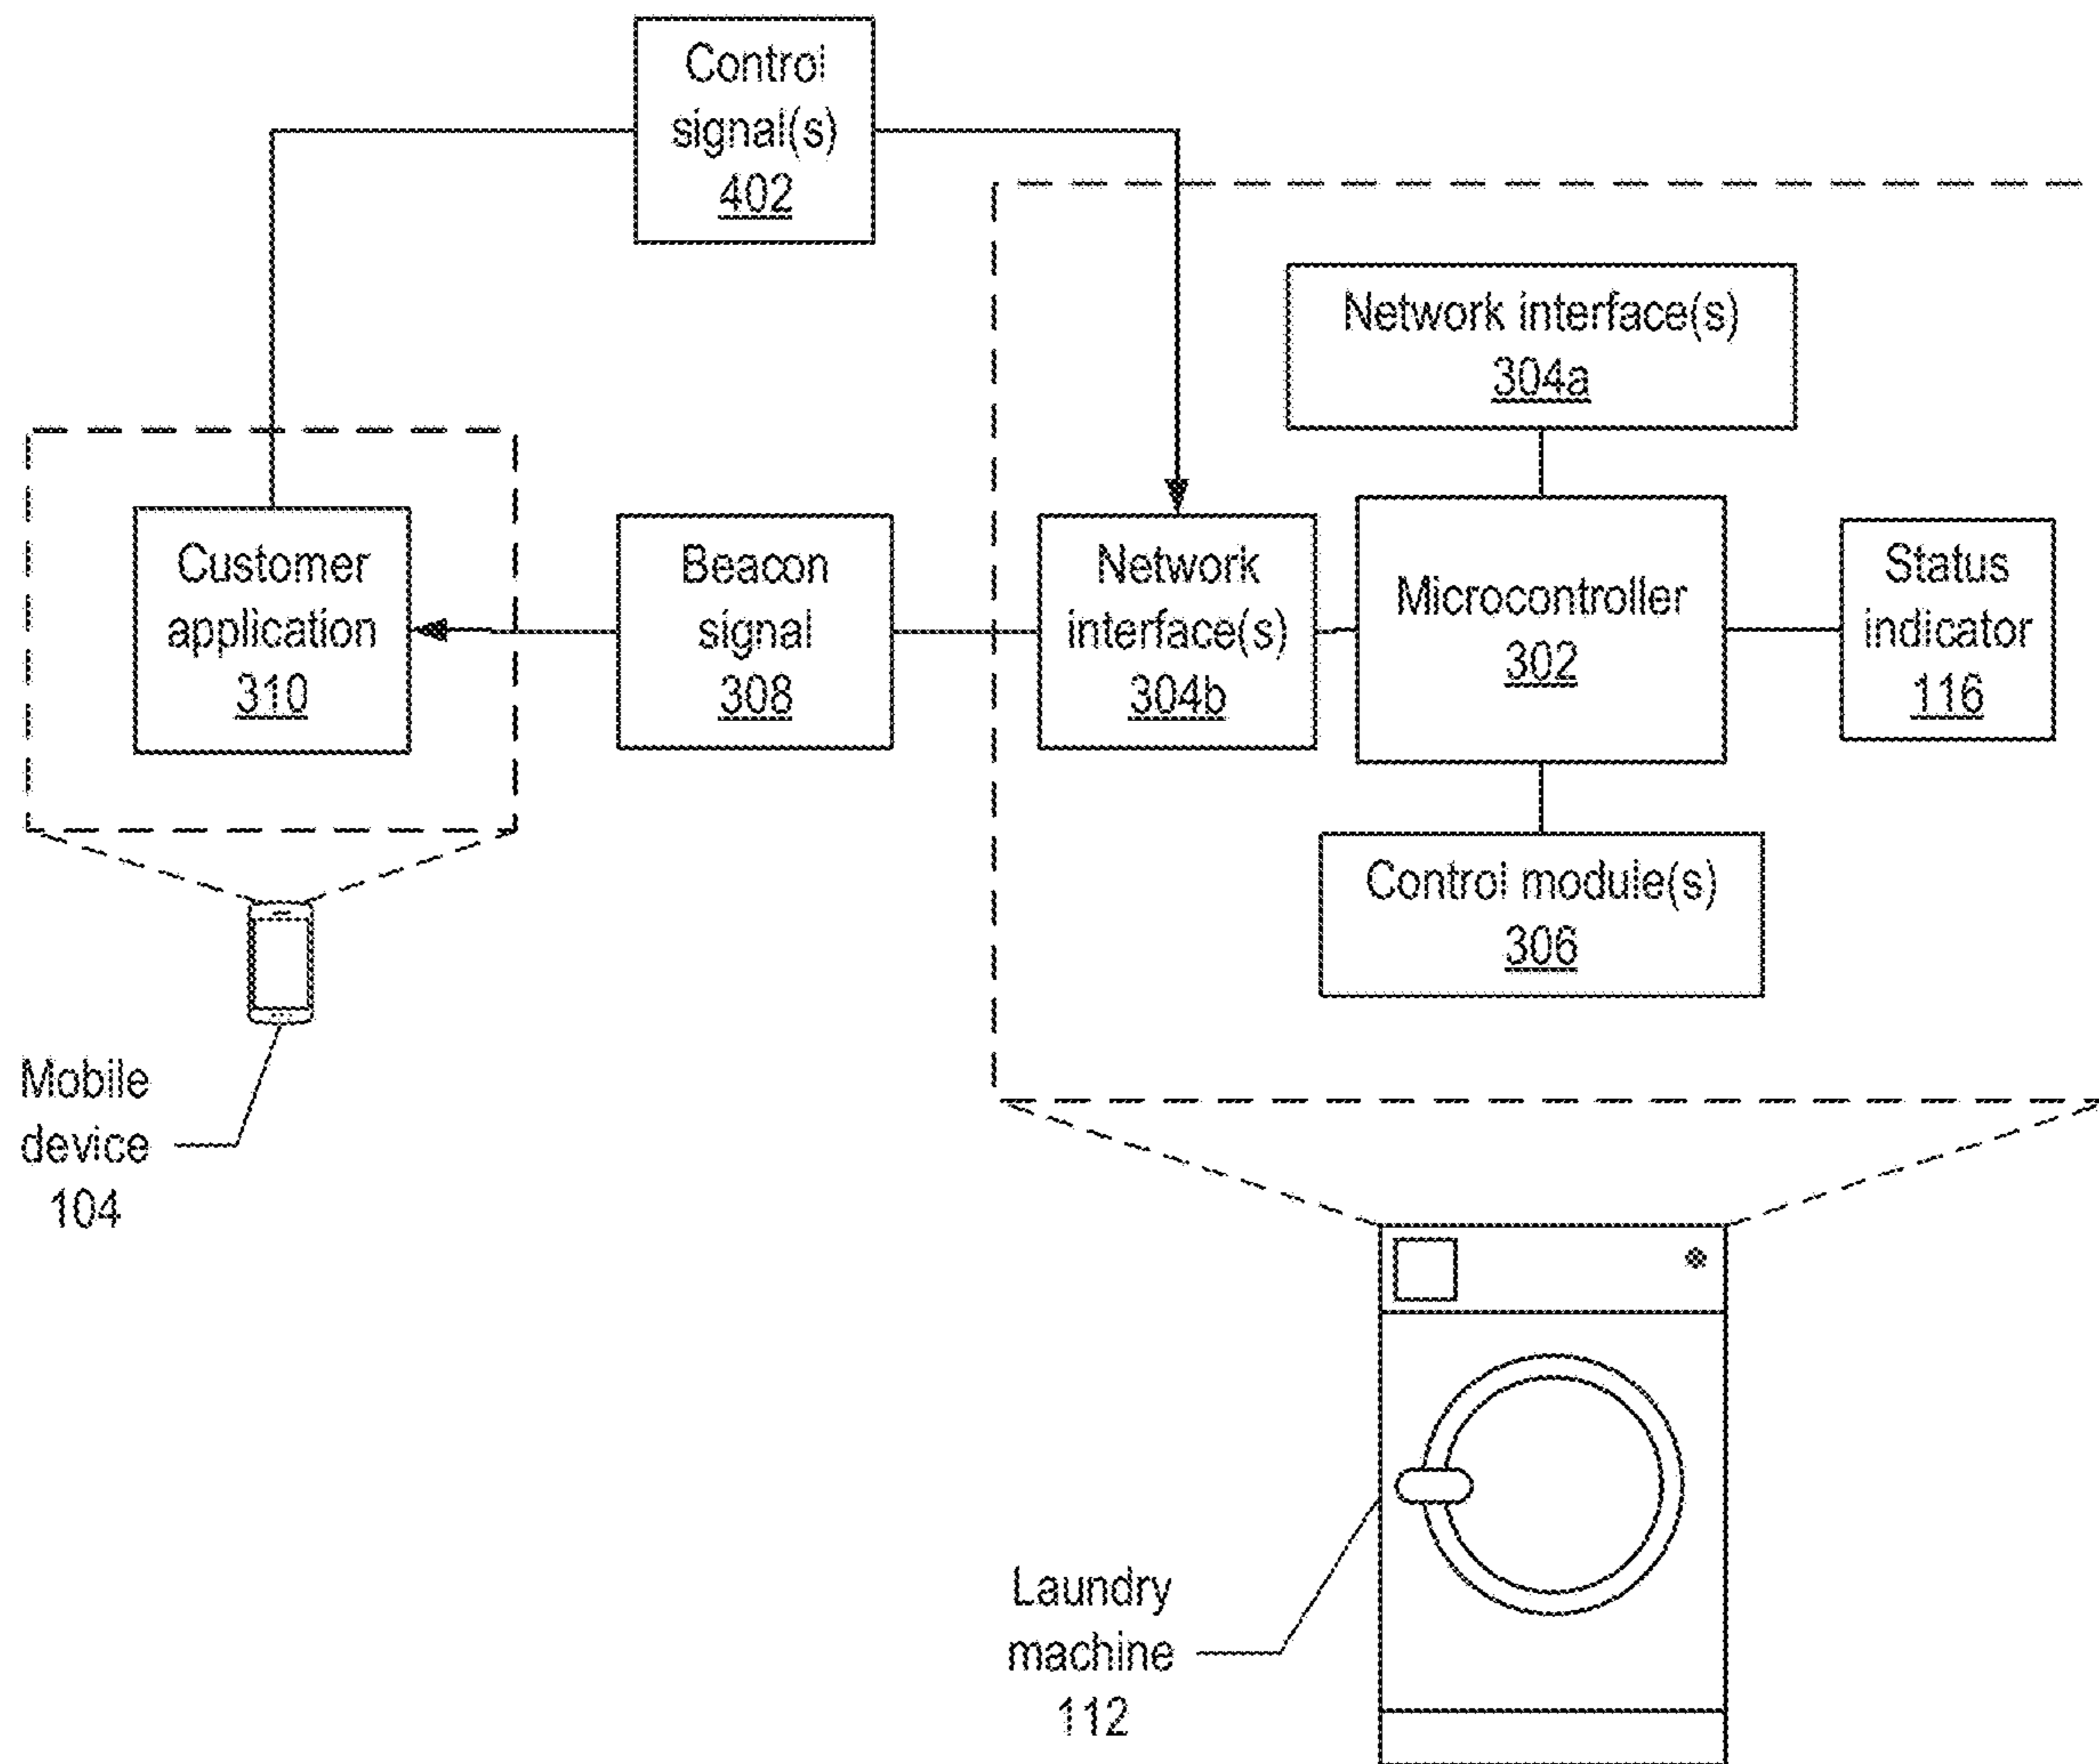 Control
signal(s)
402
Network interface(s)
304a
Customer
application
310
Beacon
signal
308
Network
interface(s)
304b
Microcontroller
302
Status
indicator
116
Control module(s)
306
Mobile
device
104
Laundry
machine
112